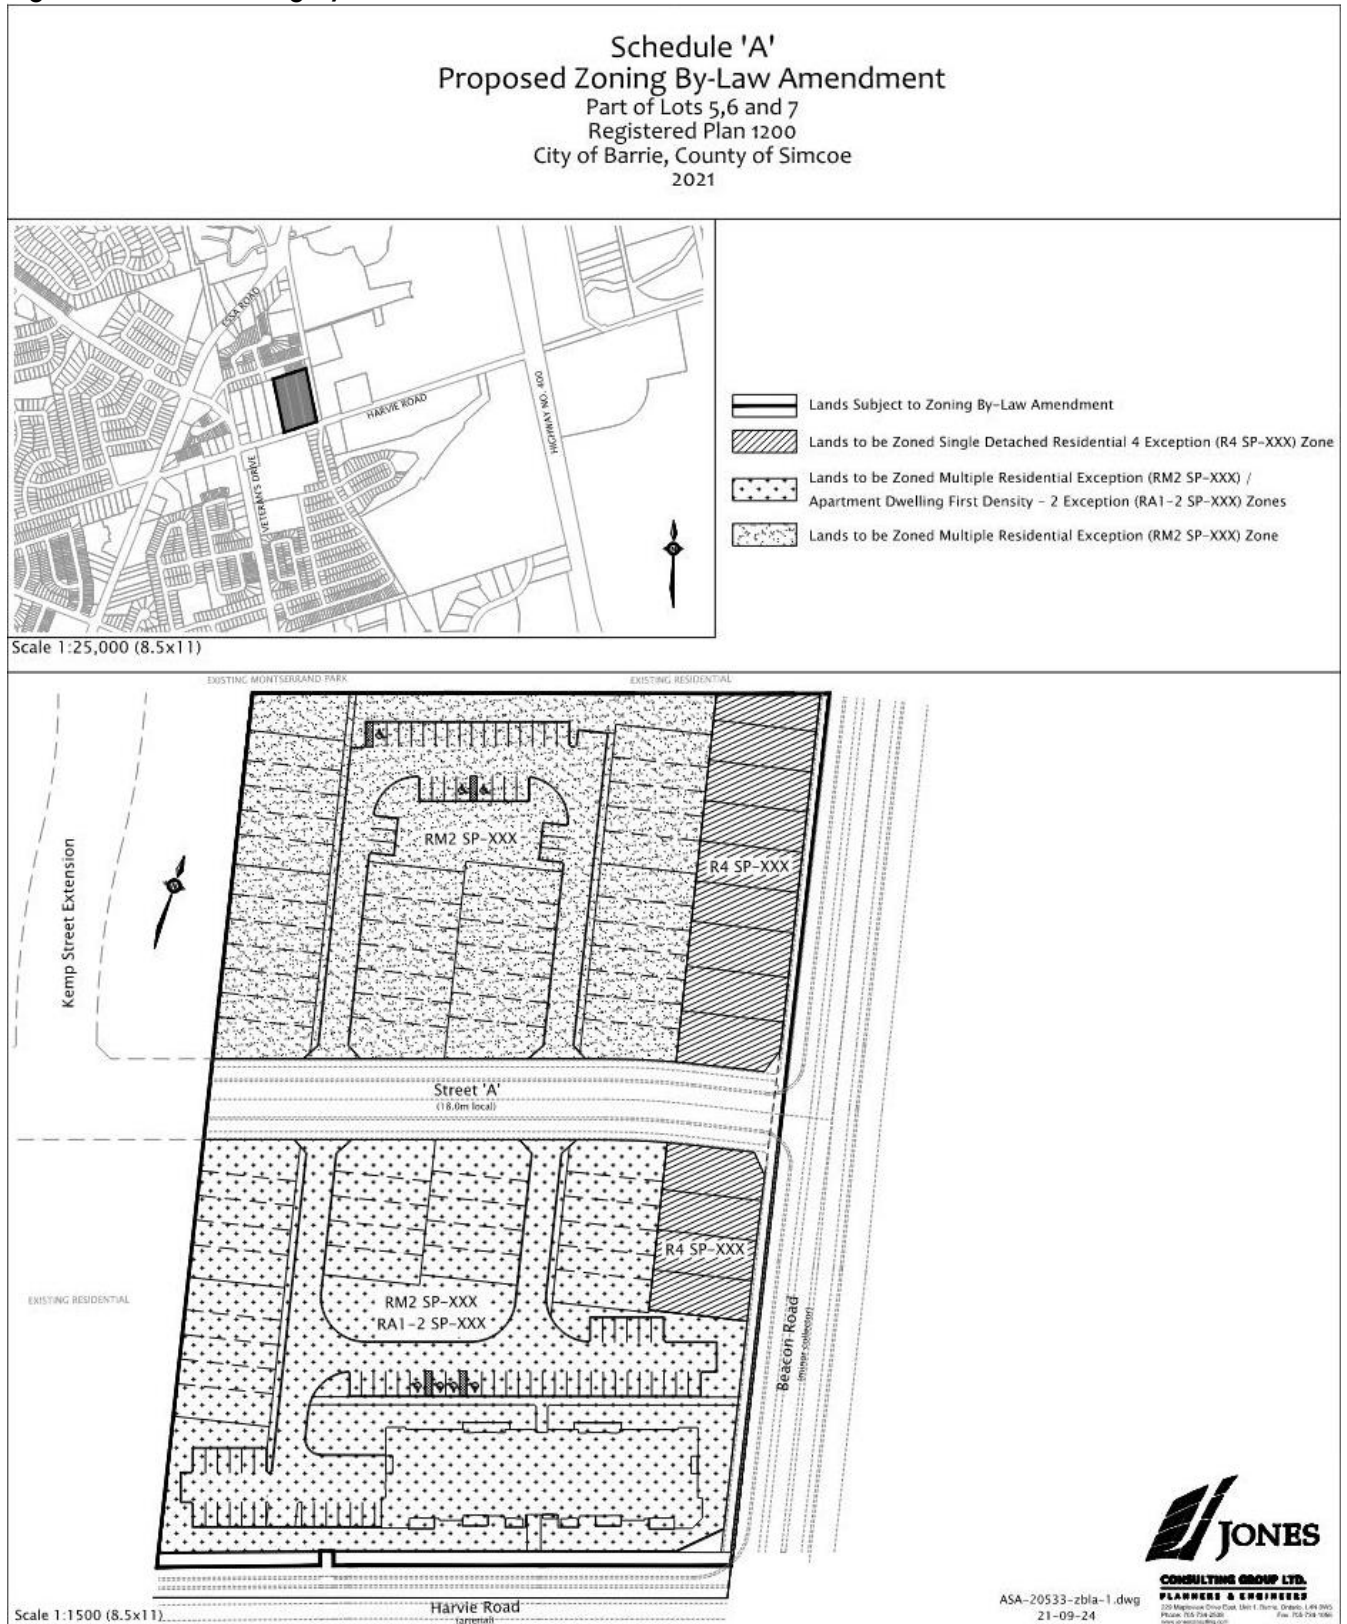 Schedule 'A'
Proposed Zoning By-Law Amendment
Part of Lots 5,6 and 7
Registered Plan 1200
City of Barrie, County of Simcoe
2021
ESSA ROAD
HARVIE ROAD
HIGHWAY NO. 400
VETERAN'S DRIVE
Scale 1:25,000 (8.5x11)
Lands Subject to Zoning By-Law Amendment
Lands to be Zoned Single Detached Residential 4 Exception (R4 SP-XXX) Zone
Lands to be Zoned Multiple Residential Exception (RM2 SP-XXX) /
Apartment Dwelling First Density - 2 Exception (RA1-2 SP-XXX) Zones
Lands to be Zoned Multiple Residential Exception (RM2 SP-XXX) Zone
EXISTING MONTSERRAND PARK
EXISTING RESIDENTIAL
RM2 SP-XXX
R4 SP-XXX
Kemp Street Extension
Street 'A'
(18.0m local)
R4 SP-XXX
EXISTING RESIDENTIAL
RM2 SP-XXX
RA1-2 SP-XXX
Beacon Road
(minor collector)
Harvie Road
(arterial)
Scale 1:1500 (8.5x11)
ASA-20533-zbla-1.dwg
21-09-24
JONES
CONSULTING GROUP LTD.
PLANNERS & ENGINEERS